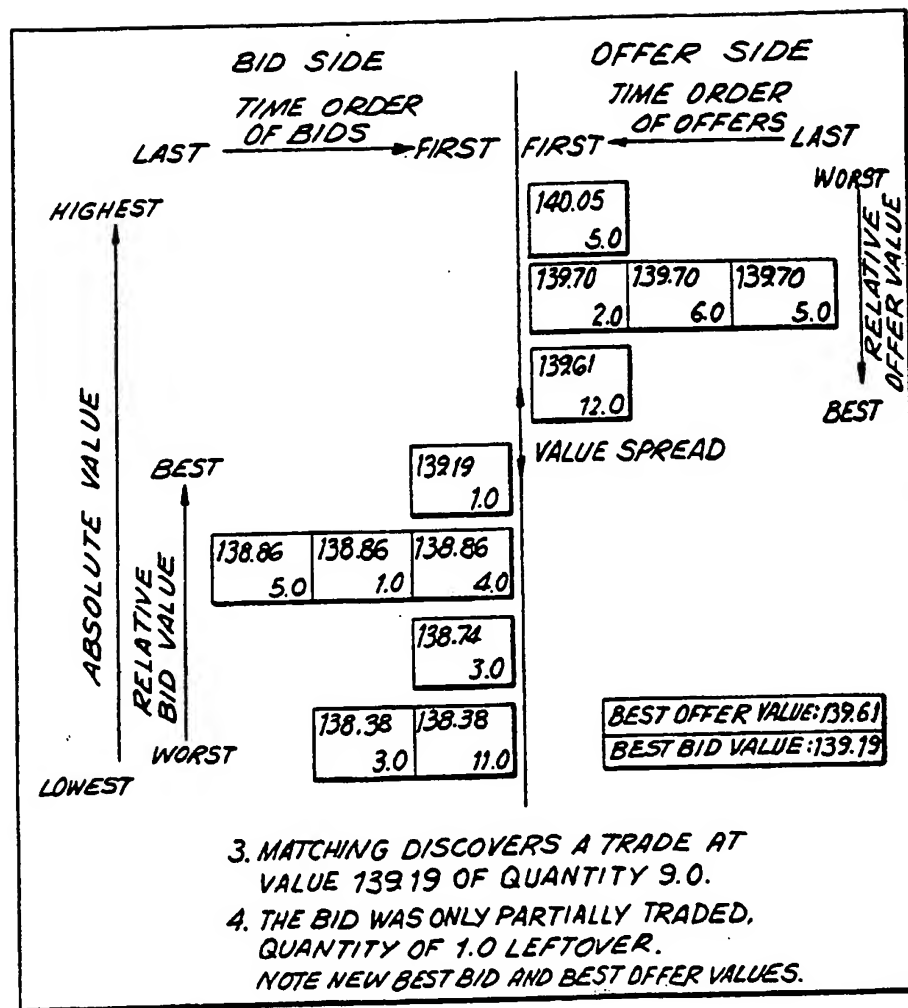 BID SIDE
OFFER SIDE
TIME ORDER
OF BIDS
TIME ORDER
OF OFFERS
LAST
FIRST
FIRST
LAST
HIGHEST
WORST
140.05
5.0
139.70 139.70 139.70
2.0 6.0 5.0
RELATIVE
OFFER VALUE
139.61
12.0
BEST
ABSOLUTE VALUE
BEST
VALUE SPREAD
139.19
1.0
138.86 138.86 138.86
5.0 1.0 4.0
RELATIVE
BID VALUE
138.74
3.0
138.38 138.38
3.0 11.0
WORST
LOWEST
BEST OFFER VALUE:139.61
BEST BID VALUE:139.19
3. MATCHING DISCOVERS A TRADE AT
VALUE 139.19 OF QUANTITY 9.0.
4. THE BID WAS ONLY PARTIALLY TRADED,
QUANTITY OF 1.0 LEFTOVER.
NOTE NEW BEST BID AND BEST OFFER VALUES.